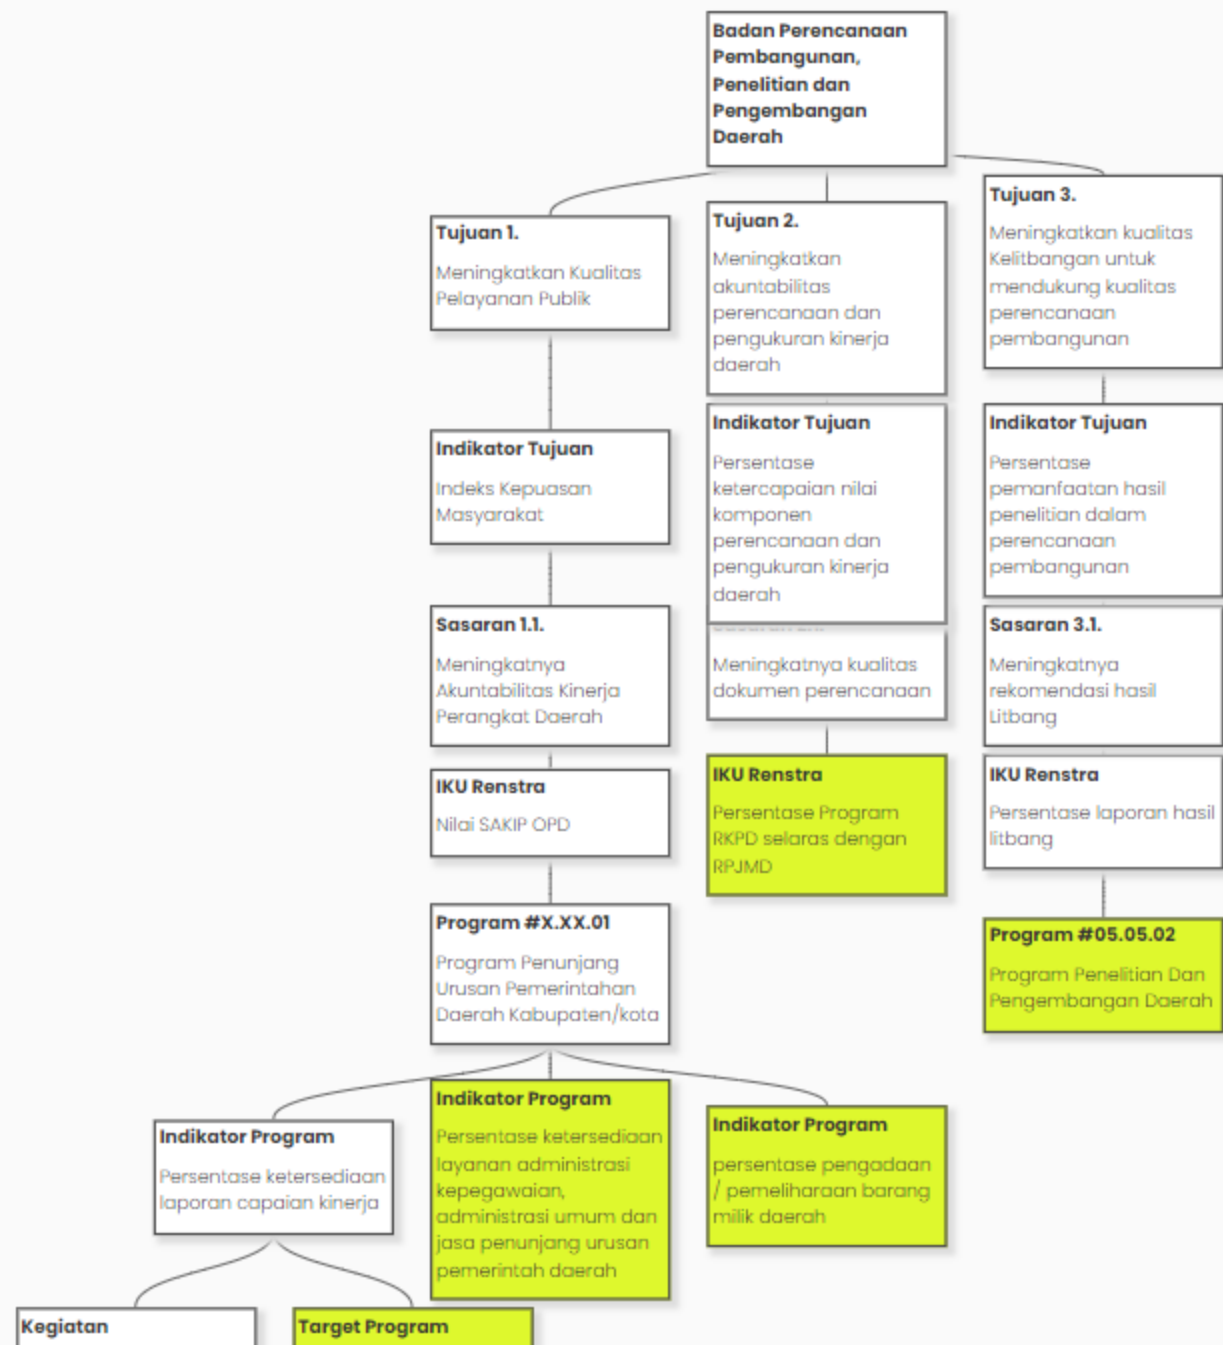 Badan Perencanaan
Pembangunan,
Penelitian dan
Pengembangan
Daerah
Tujuan 1.
Meningkatkan Kualitas
Pelayanan Publik
Indikator Tujuan
Indeks Kepuasan
Masyarakat
Sasaran 1.1.
Meningkatnya
Akuntabilitas Kinerja
Perangkat Daerah
IKU Renstra
Nilai SAKIP OPD
Program #X.XX.01
Program Penunjang
Urusan Pemerintahan
Daerah Kabupaten/kota
Indikator Program
Persentase ketersediaan
laporan capaian kinerja
Kegiatan
Target Program
Indikator Program
Persentase ketersediaan
layanan administrasi
kepegawaian,
administrasi umum dan
jasa penunjang urusan
pemerintah daerah
Indikator Program
persentase pengadaan
/ pemeliharaan barang
milik daerah
Tujuan 2.
Meningkatkan
akuntabilitas
perencanaan dan
pengukuran kinerja
daerah
Indikator Tujuan
Persentase
ketercapaian nilai
komponen
perencanaan dan
pengukuran kinerja
daerah
Meningkatnya kualitas
dokumen perencanaan
IKU Renstra
Persentase Program
RKPD selaras dengan
RPJMD
Tujuan 3.
Meningkatkan kualitas
Kelitbangan untuk
mendukung kualitas
perencanaan
pembangunan
Indikator Tujuan
Persentase
pemanfaatan hasil
penelitian dalam
perencanaan
pembangunan
Sasaran 3.1.
Meningkatnya
rekomendasi hasil
Litbang
IKU Renstra
Persentase laporan hasil
litbang
Program #05.05.02
Program Penelitian Dan
Pengembangan Daerah